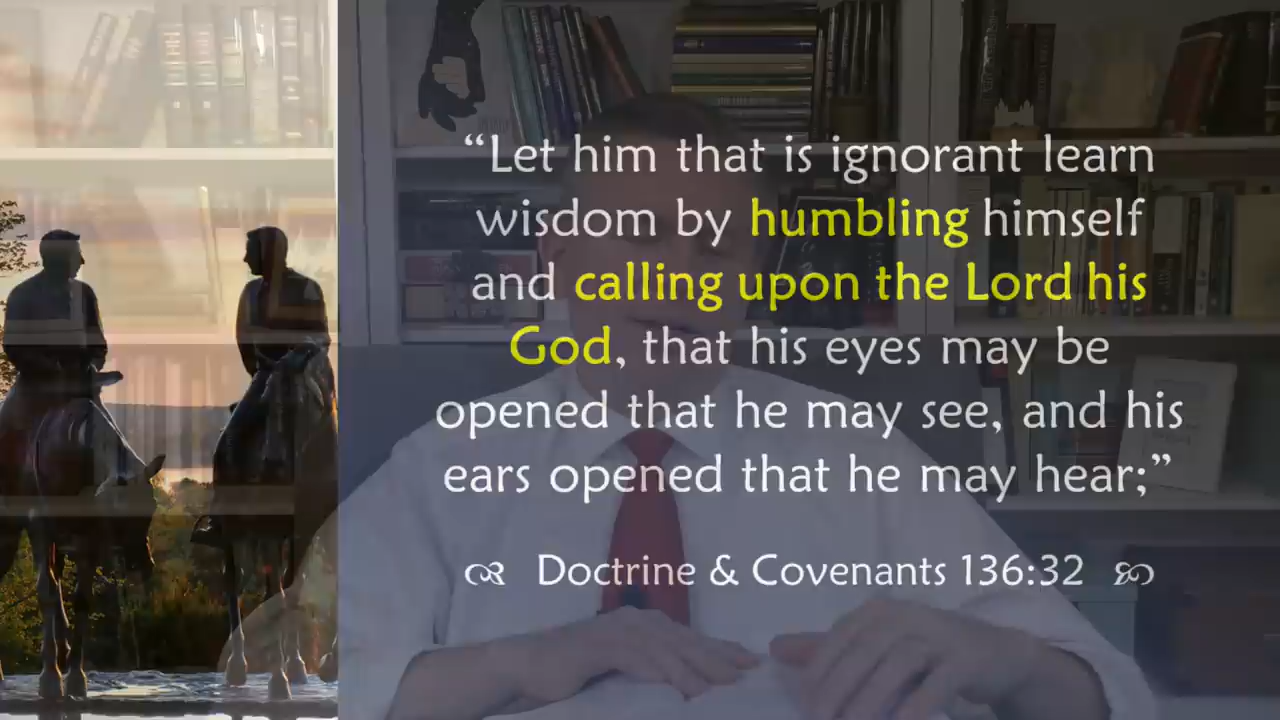 “Let him that is ignorant learn
wisdom by humbling himself
and calling upon the Lord his
God, that his eyes may be
opened that he may see, and his
ears opened that he may hear;”
Doctrine & Covenants 136:32